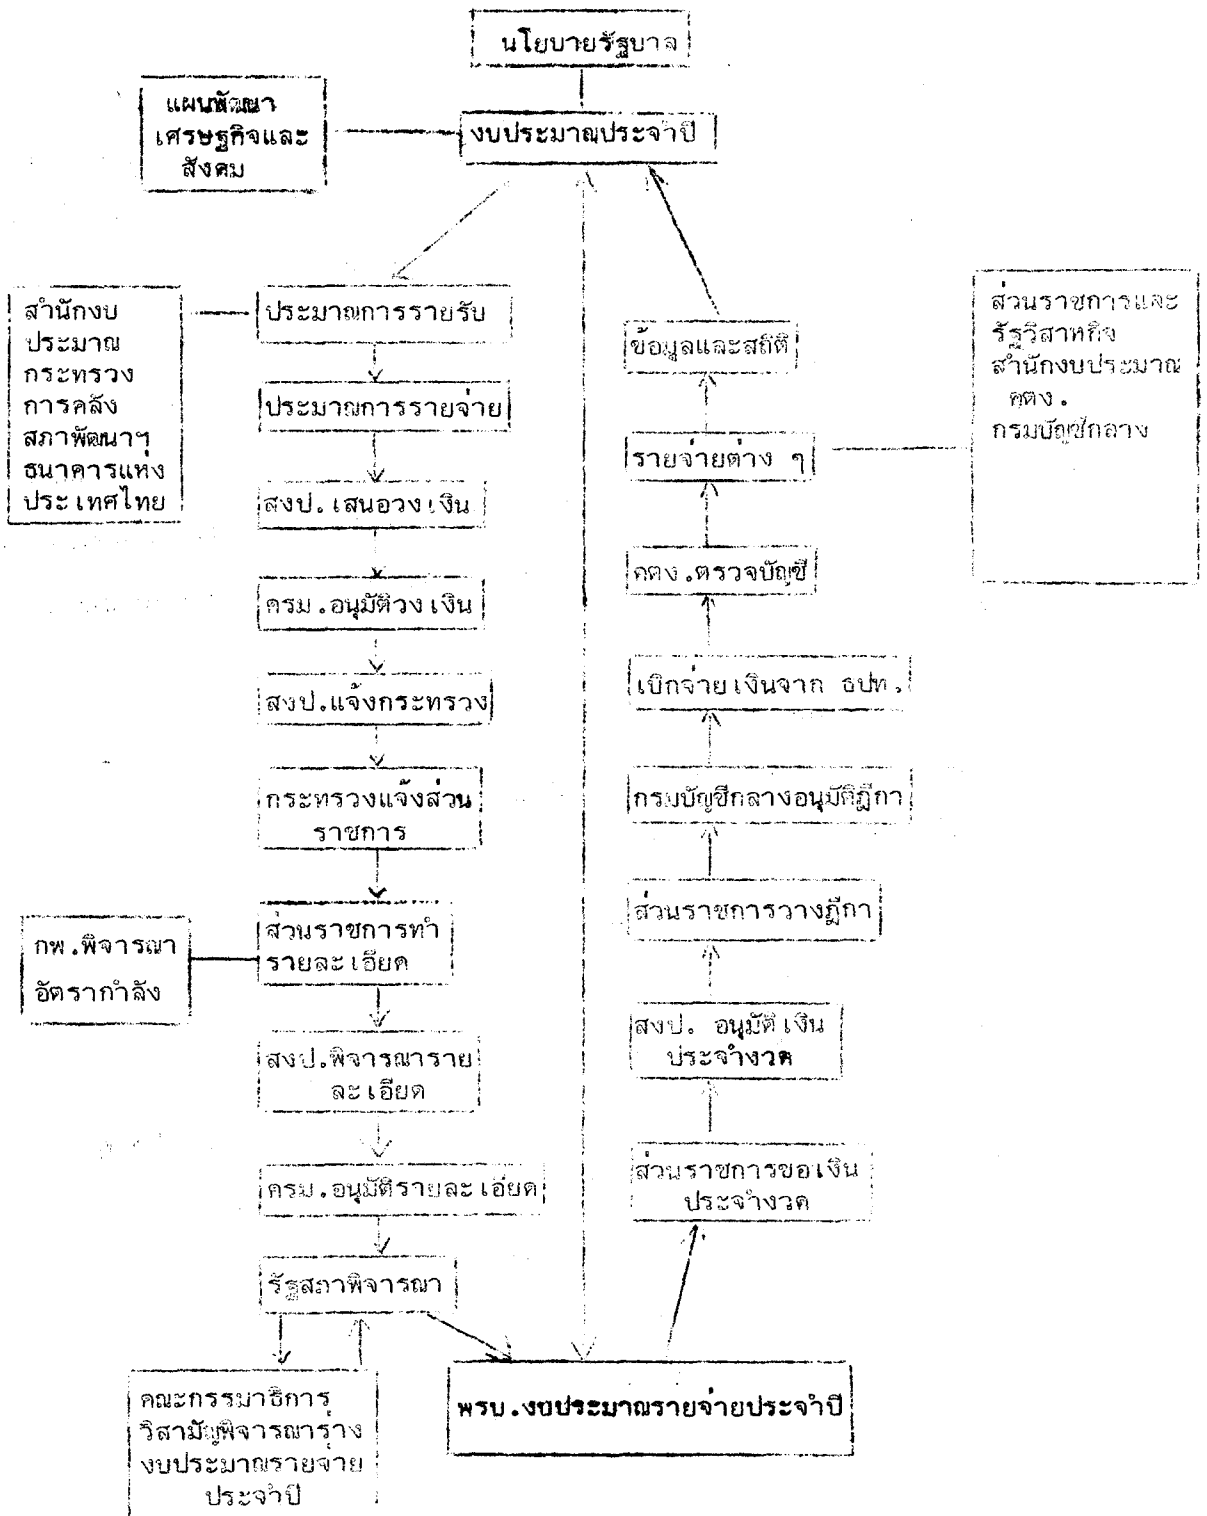 นโยบายรัฐบาล
แผนพัฒนา
เศรษฐกิจและ
สังคม
งบประมาณประจำปี
สำนักงบ
ประมาณ
กระทรวง
การคลัง
สภาพัฒนาฯ
ธนาคารแห่ง
ประเทศไทย
ประมาณการรายรับ
ประมาณการรายจ่าย
สงป.เสนอวงเงิน
ครม.อนุมัติวงเงิน
สงป.แจ้งกระทรวง
กระทรวงแจ้งส่วน
ราชการ
กพ.พิจารณา
อัตรากำลัง
ส่วนราชการทำ
รายละเอียด
สงป.พิจารณาราย
ละเอียด
ครม.อนุมัติรายละเอียด
รัฐสภาพิจารณา
คณะกรรมาธิการ
วิสามัญพิจารณาร่าง
งบประมาณรายจ่าย
ประจำปี
พรบ.งบประมาณรายจ่ายประจำปี
ส่วนราชการขอเงิน
ประจำงวด
สงป. อนุมัติเงิน
ประจำงวด
ส่วนราชการวางฎีกา
กรมบัญชีกลางอนุมัติฎีกา
เบิกจ่ายเงินจาก ธปท.
คตง.ตรวจบัญชี
รายจ่ายต่าง ๆ
ข้อมูลและสถิติ
ส่วนราชการและ
รัฐวิสาหกิจ
สำนักงบประมาณ
คตง.
กรมบัญชีกลาง